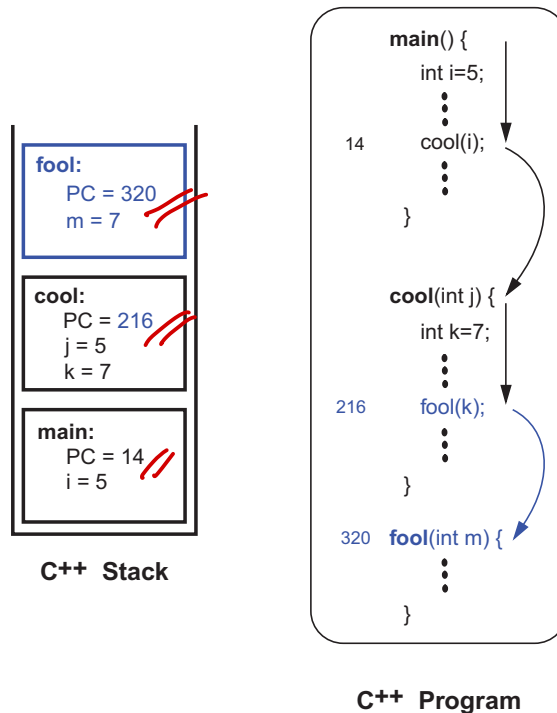 fool:
PC = 320
m = 7
cool:
PC = 216
j = 5
k = 7
main:
PC = 14
i = 5
C++ Stack
main() {
int i=5;
14 cool(i);
}
cool(int j) {
int k=7;
216 fool(k);
}
320 fool(int m) {
}
C++ Program